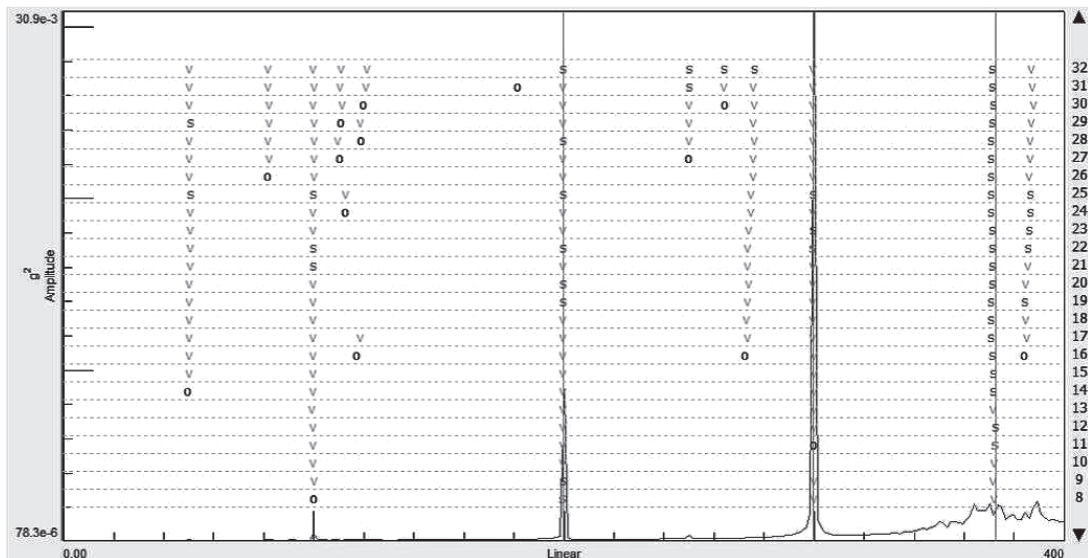 30.9e-3
v v v v v s s s s v s v 32
v v v v v o v s v v v s v 31
v v v v o v v o v v s v 30
s v v o v v v v v s v 29
v v v v o s v v v s v 28
v v v o v o v v s v 27
v o v v v v s v 26
s s v s v s s s 25
v v o v v v s s 24
v v v v s s s 23
v s s v s s s 22
v s v v v s v 21
v v s v v s v 20
v v s v v s s 19
v v v v v s v 18
v v v v v v s v 17
v v o v o v s o 16
v v v v s 15
o v v v s 14
v v v v 13
v v v s 12
v v o s 11
v v v v 10
v s v v 9
o s v v 8
g2
Amplitude
78.3e-6
0.00 Linear 400